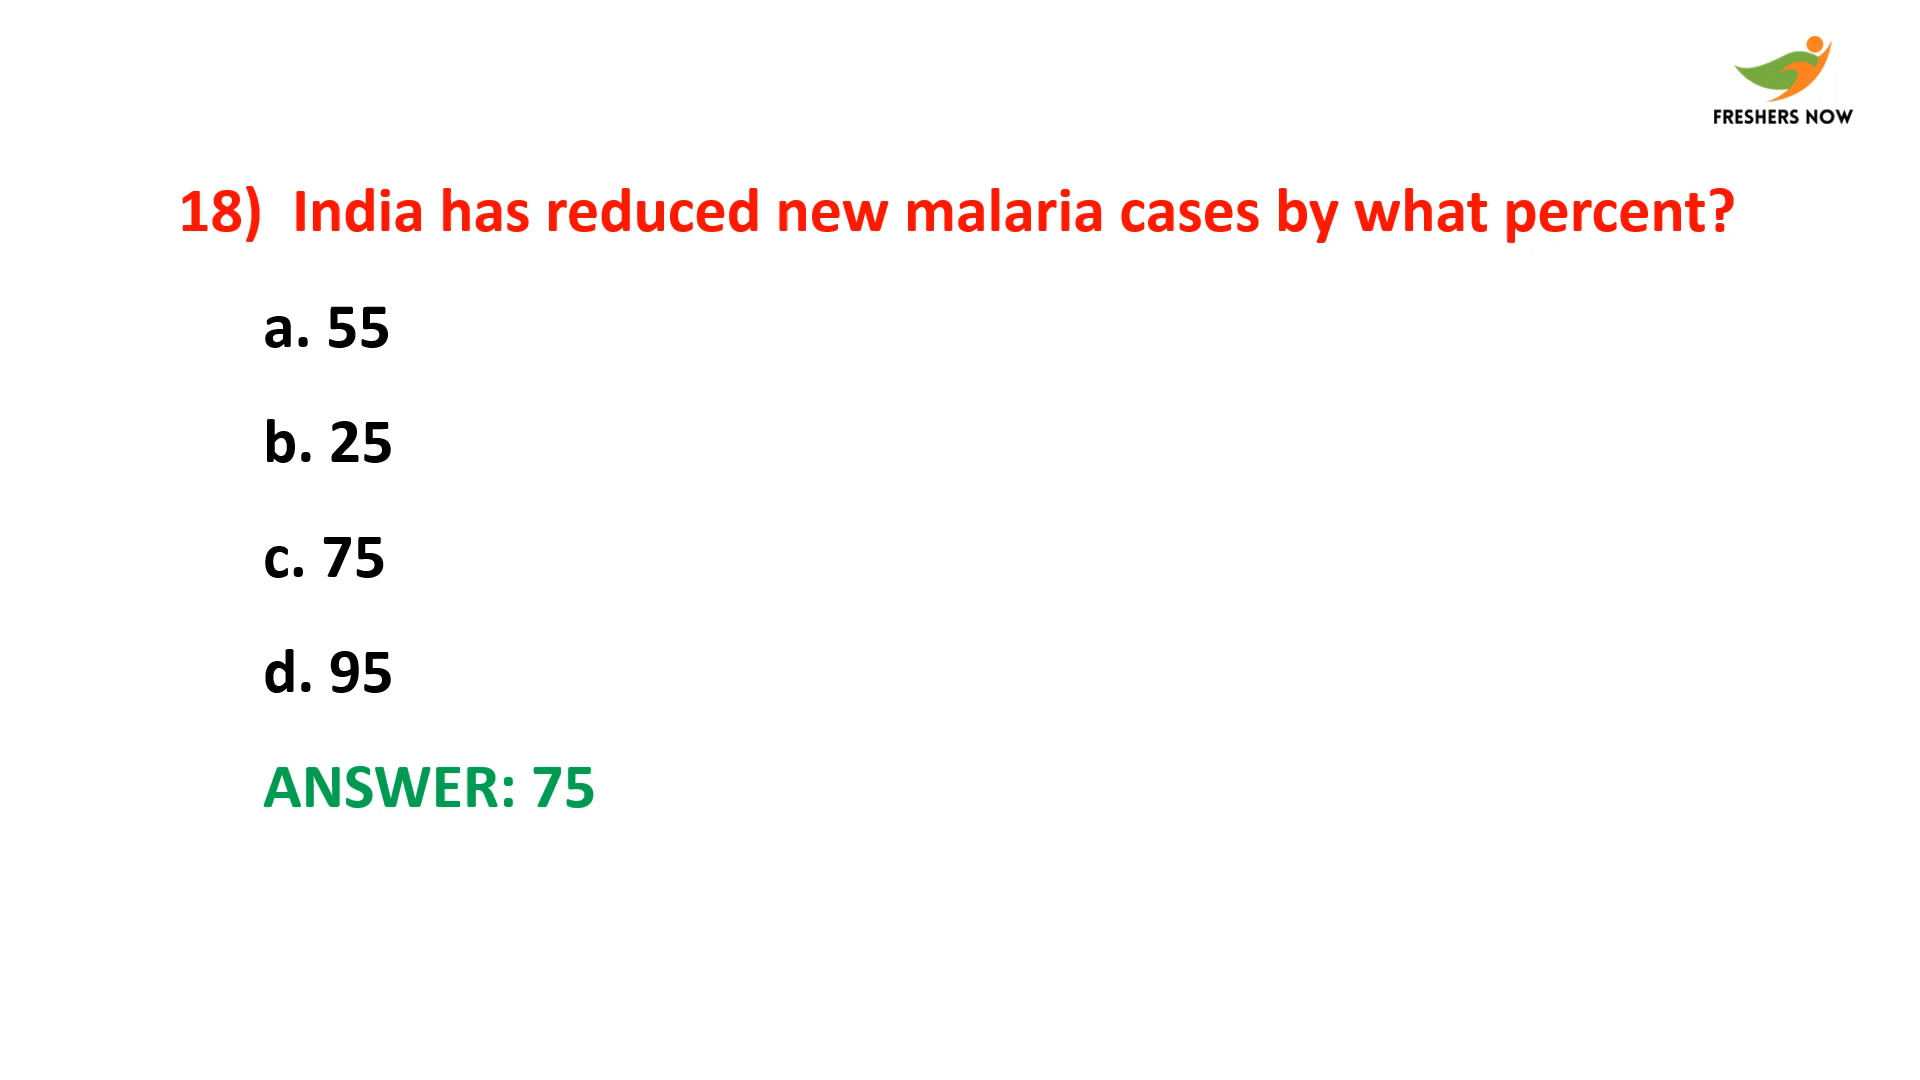 FRESHERS NOW
18) India has reduced new malaria cases by what percent?
a. 55
b. 25
c. 75
d. 95
ANSWER: 75